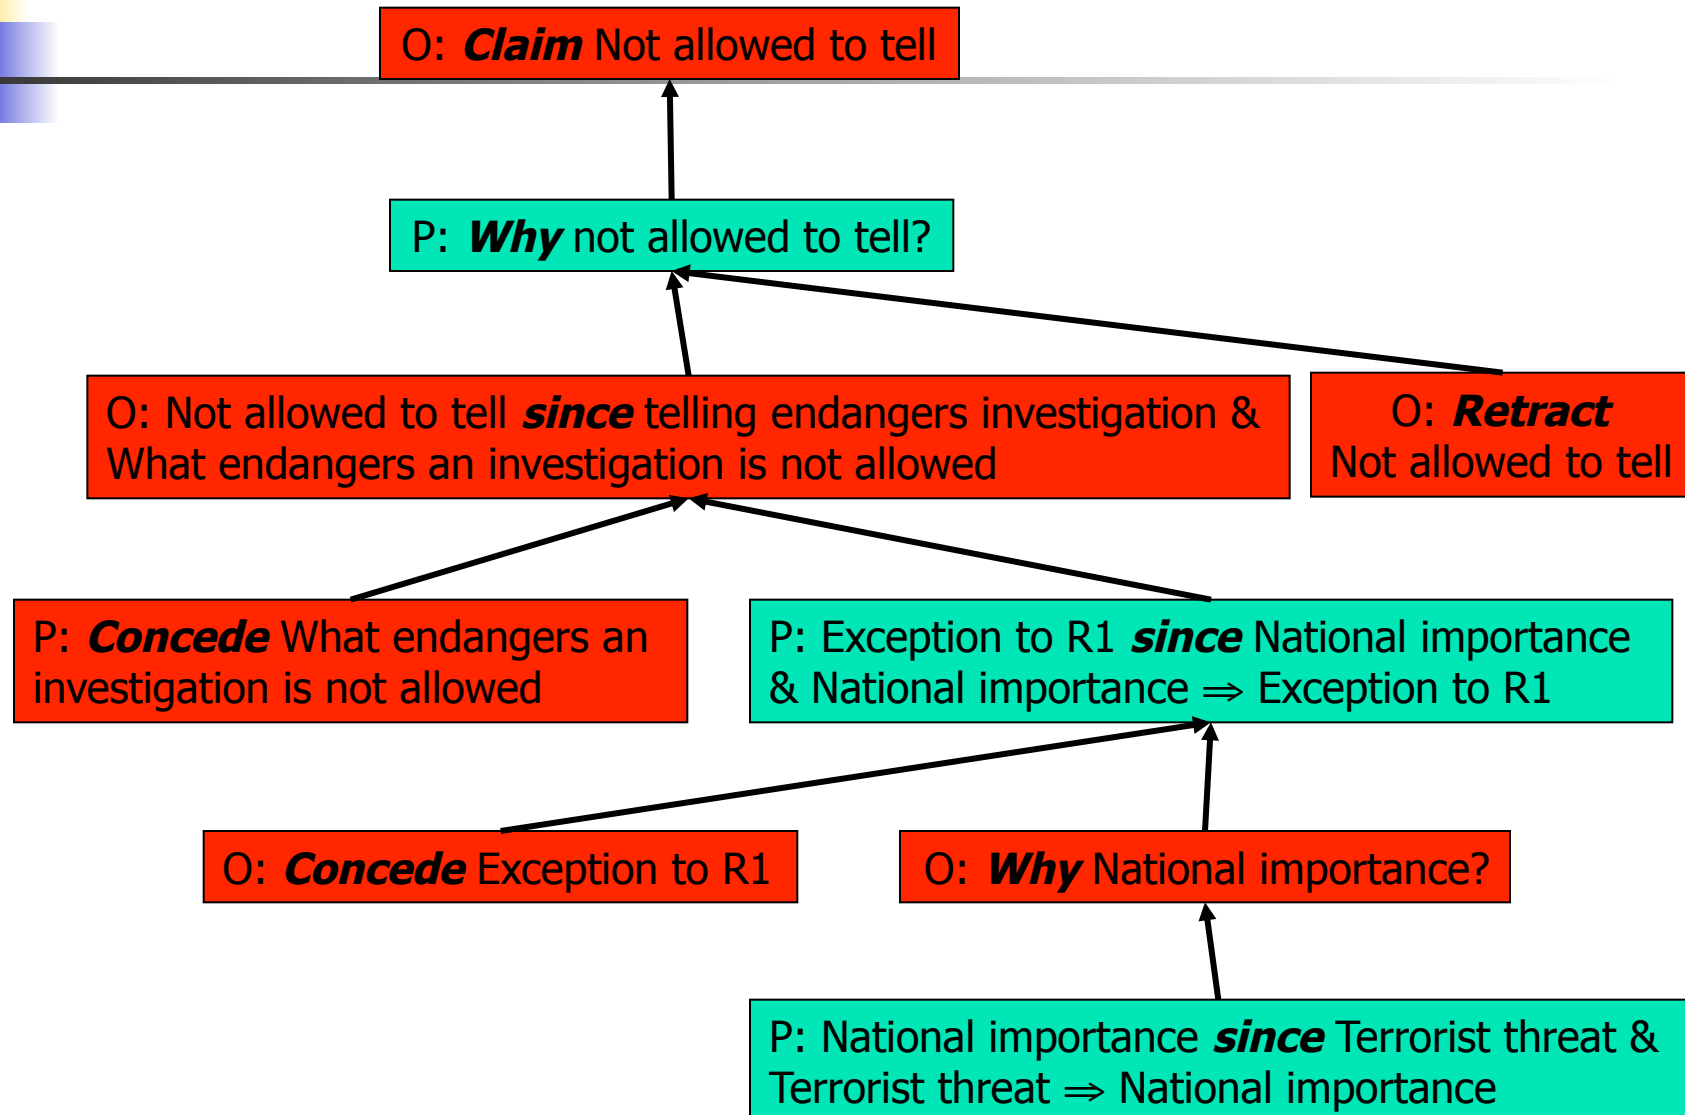 O: Claim Not allowed to tell
P: Why not allowed to tell?
O: Not allowed to tell since telling endangers investigation &
What endangers an investigation is not allowed
O: Retract
Not allowed to tell
P: Concede What endangers an
investigation is not allowed
P: Exception to R1 since National importance
& National importance ⇒ Exception to R1
O: Concede Exception to R1
O: Why National importance?
P: National importance since Terrorist threat &
Terrorist threat ⇒ National importance